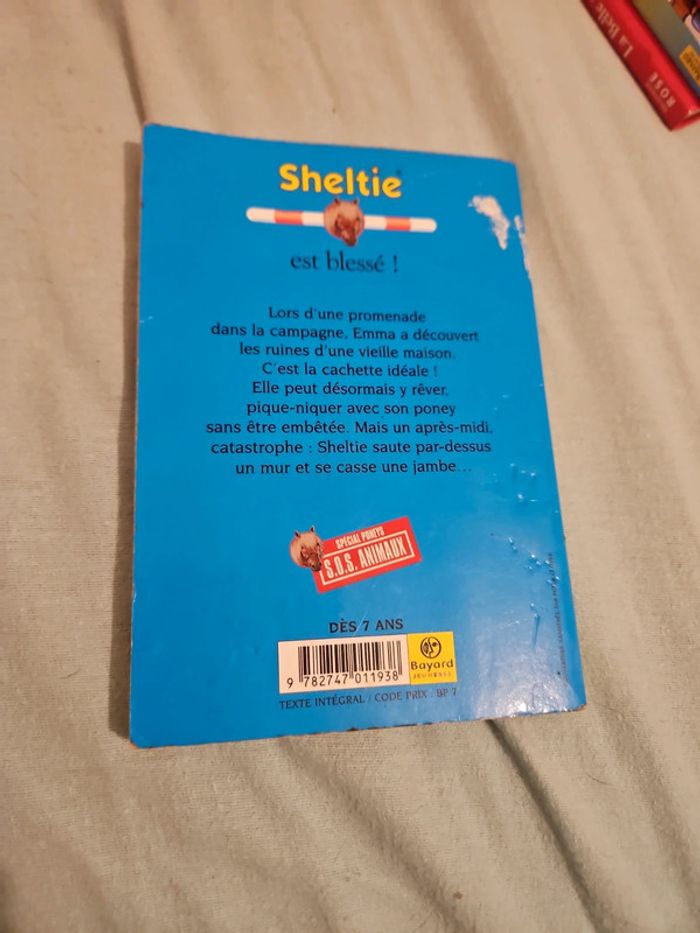 La Belle
ROSE
Sheltie
est blessé !
Lors d'une promenade
dans la campagne, Emma a découvert
les ruines d'une vieille maison.
C'est la cachette idéale !
Elle peut désormais y rêver,
pique-niquer avec son poney
sans être embêtée. Mais un après-midi,
catastrophe : Sheltie saute par-dessus
un mur et se casse une jambe...
SPÉCIAL PONEYS
S.O.S. ANIMAUX
DÈS 7 ANS
9 782747 011938
Bayard
JEUNESSE
TEXTE INTÉGRAL / CODE PRIX : BP 7